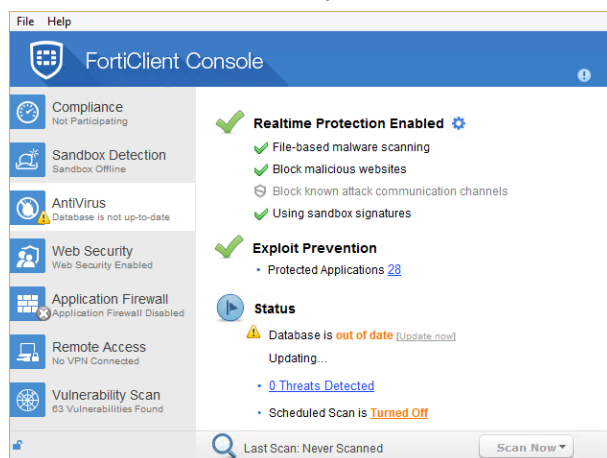 File Help
FortiClient Console
Compliance
Not Participating
Sandbox Detection
Sandbox Offline
AntiVirus
Database is not up-to-date
Web Security
Web Security Enabled
Application Firewall
Application Firewall Disabled
Remote Access
No VPN Connected
Vulnerability Scan
63 Vulnerabilities Found
Realtime Protection Enabled
File-based malware scanning
Block malicious websites
Block known attack communication channels
Using sandbox signatures
Exploit Prevention
• Protected Applications 28
Status
Database is out of date [Update now]
Updating...
• 0 Threats Detected
• Scheduled Scan is Turned Off
Last Scan: Never Scanned
Scan Now